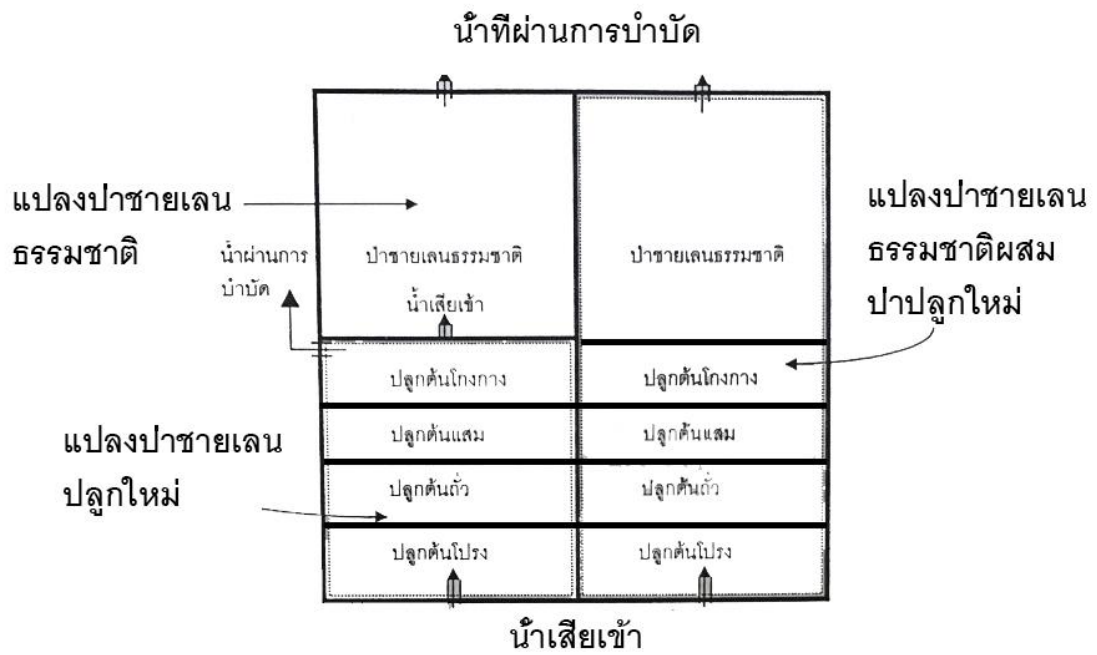 น้ำที่ผ่านการบำบัด
แปลงป่าชายเลน
ธรรมชาติ
น้ำผ่านการ
บำบัด
ป่าชายเลนธรรมชาติ
น้ำเสียเข้า
ป่าชายเลนธรรมชาติ
แปลงป่าชายเลน
ธรรมชาติผสม
ป่าปลูกใหม่
ปลูกต้นโกงกาง
ปลูกต้นโกงกาง
ปลูกต้นแสม
ปลูกต้นแสม
แปลงป่าชายเลน
ปลูกใหม่
ปลูกต้นถั่ว
ปลูกต้นถั่ว
ปลูกต้นโปรง
ปลูกต้นโปรง
น้ำเสียเข้า